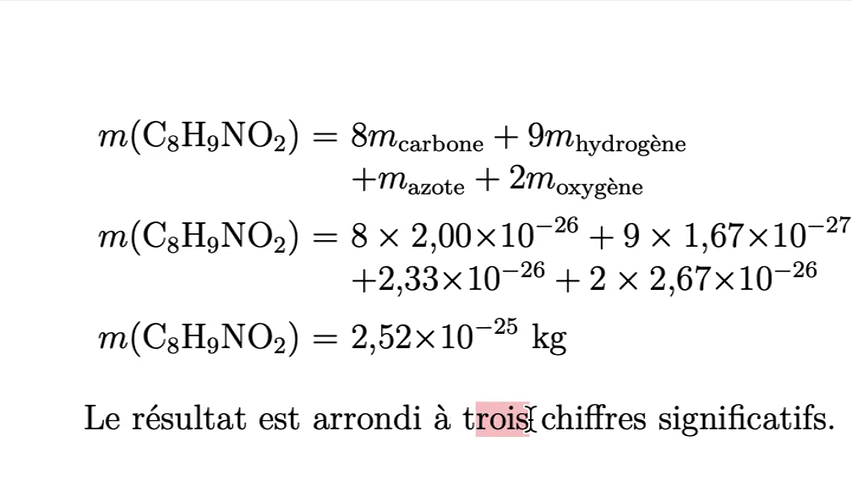 m(C₈H₉NO₂) = 8m_carbone + 9m_hydrogène
+m_azote + 2m_oxygène
m(C₈H₉NO₂) = 8 × 2,00×10⁻²⁶ + 9 × 1,67×10⁻²⁷
+2,33×10⁻²⁶ + 2 × 2,67×10⁻²⁶
m(C₈H₉NO₂) = 2,52×10⁻²⁵ kg
Le résultat est arrondi à trois chiffres significatifs.